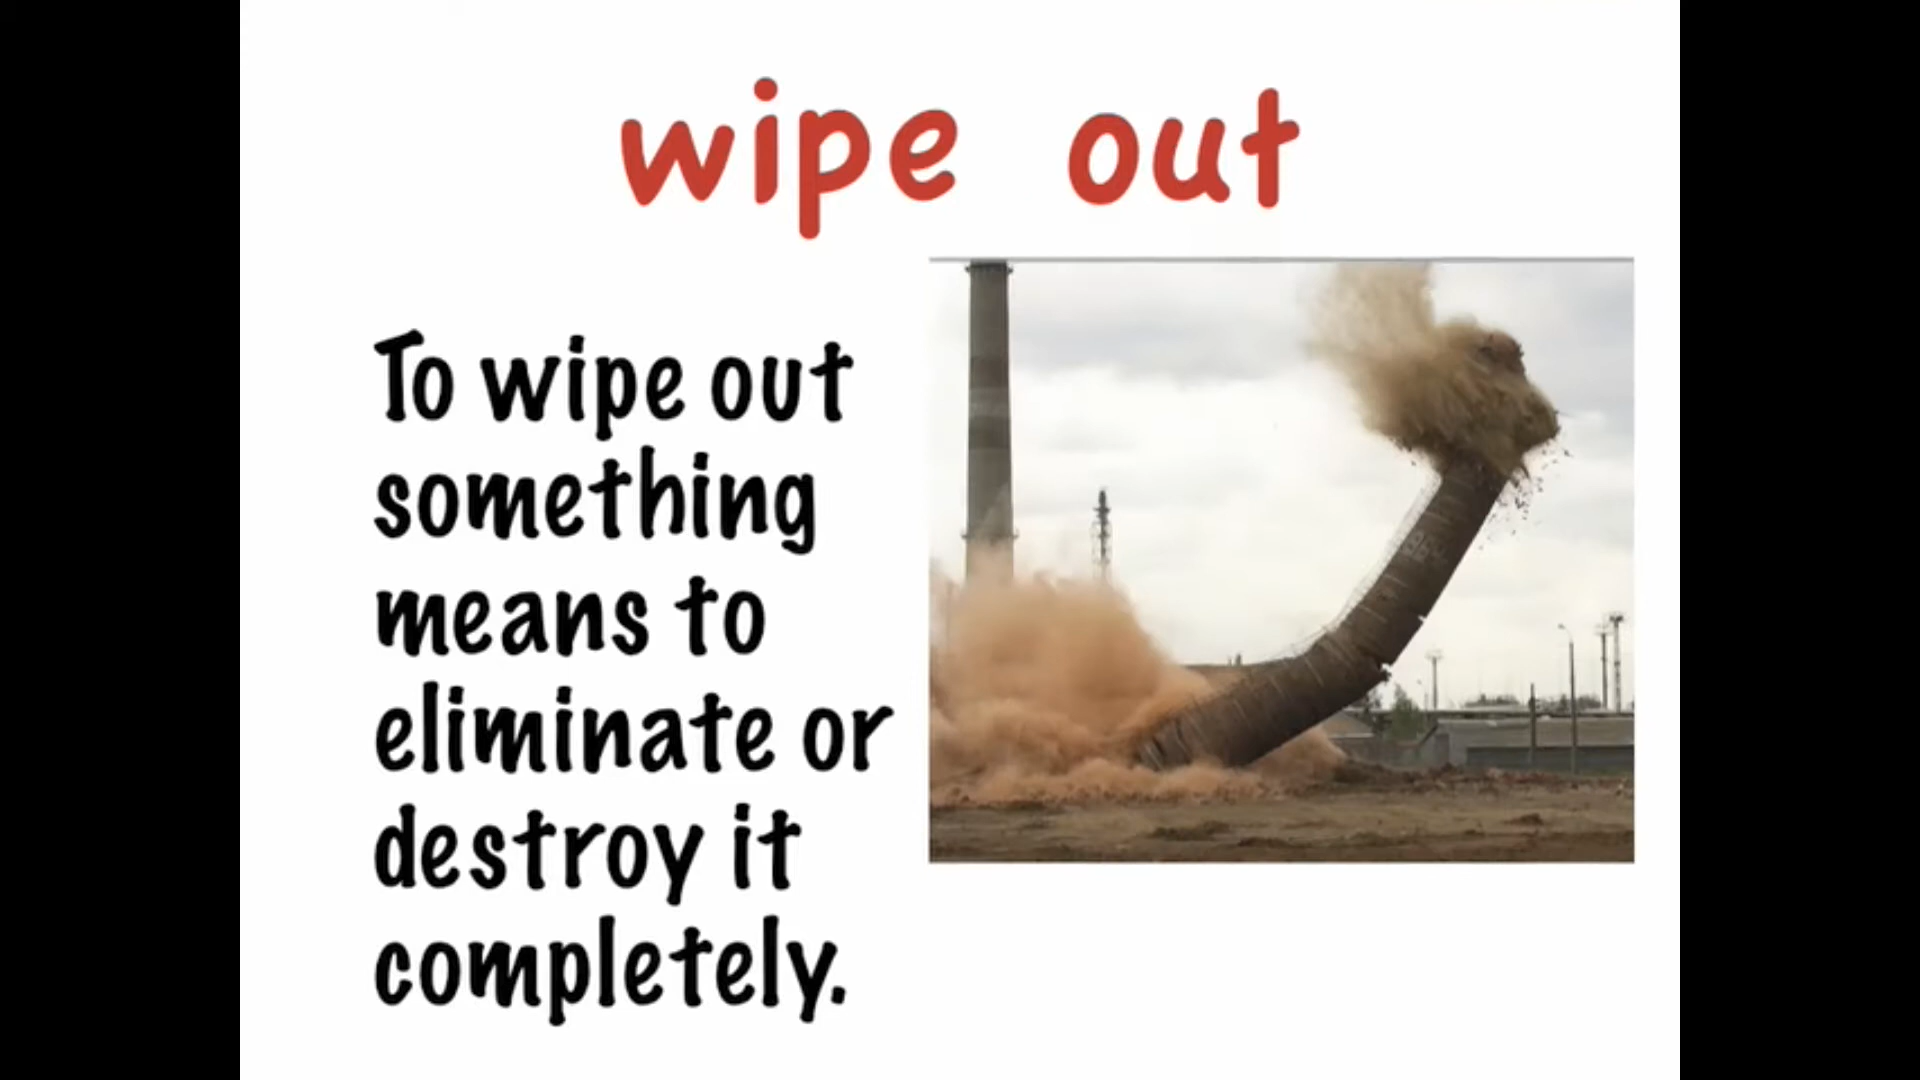 wipe out
To wipe out
something
means to
eliminate or
destroy it
completely.